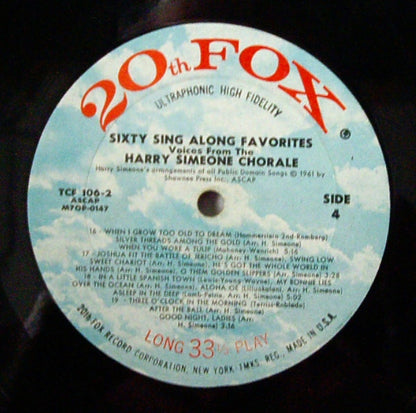 20th FOX
ULTRAPHONIC HIGH FIDELITY
℗
SIXTY SING ALONG FAVORITES
Voices From The
HARRY SIMEONE CHORALE
Harry Simeone's arrangements of all Public Domain Songs © 1961 by
Shawnee Press Inc., ASCAP
TCF 106-2
ASCAP
M70P-0147
SIDE
4
16 - WHEN I GROW TOO OLD TO DREAM (Hammerstein 2nd-Romberg)
SILVER THREADS AMONG THE GOLD (Arr. H. Simeone)
WHEN YOU WORE A TULIP (Mahoney-Wenrich) 5:16
17 - JOSHUA FIT THE BATTLE OF JERICHO (Arr. H. Simeone), SWING LOW
SWEET CHARIOT (Arr. H. Simeone), HE'S GOT THE WHOLE WORLD IN
HIS HANDS (Arr. H. Simeone), O THEM GOLDEN SLIPPERS (Arr. H. Simeone) 3:28
18 - IN A LITTLE SPANISH TOWN (Lewis-Young-Wayne), MY BONNIE LIES
OVER THE OCEAN (Arr. H. Simeone), ALOHA OE (Liliuokalani, Arr. H. Simeone)
ASLEEP IN THE DEEP (Lamb-Petrie, Arr. H. Simeone) 5:02
19 - THREE O'CLOCK IN THE MORNING (Terriss-Robledo)
AFTER THE BALL (Arr. H. Simeone)
GOOD NIGHT, LADIES (Arr. H.
Simeone) 3:16
LONG 33⅓ PLAY
20th FOX RECORD CORPORATION, NEW YORK • TMKS. REG., MADE IN U.S.A.